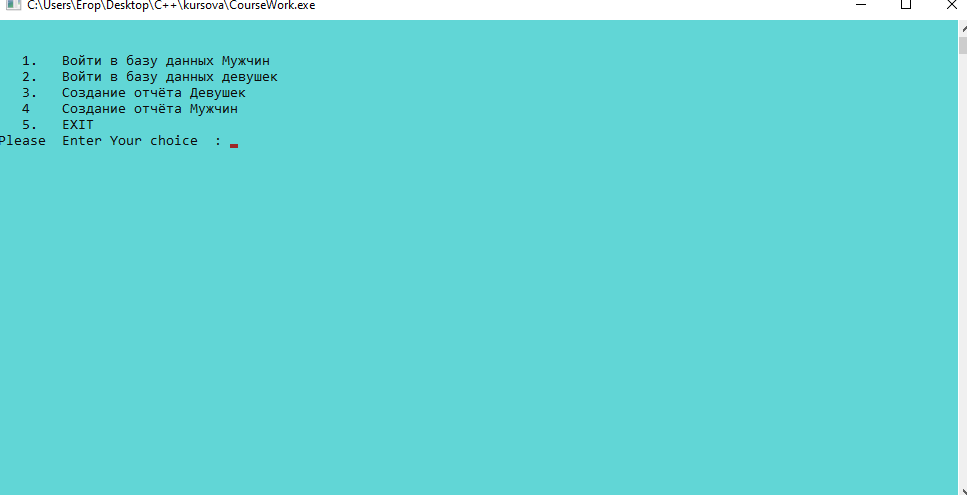 C:\Users\Егор\Desktop\C++\kursova\CourseWork.exe
1. Войти в базу данных Мужчин
2. Войти в базу данных девушек
3. Создание отчёта Девушек
4 Создание отчёта Мужчин
5. EXIT
Please Enter Your choice :